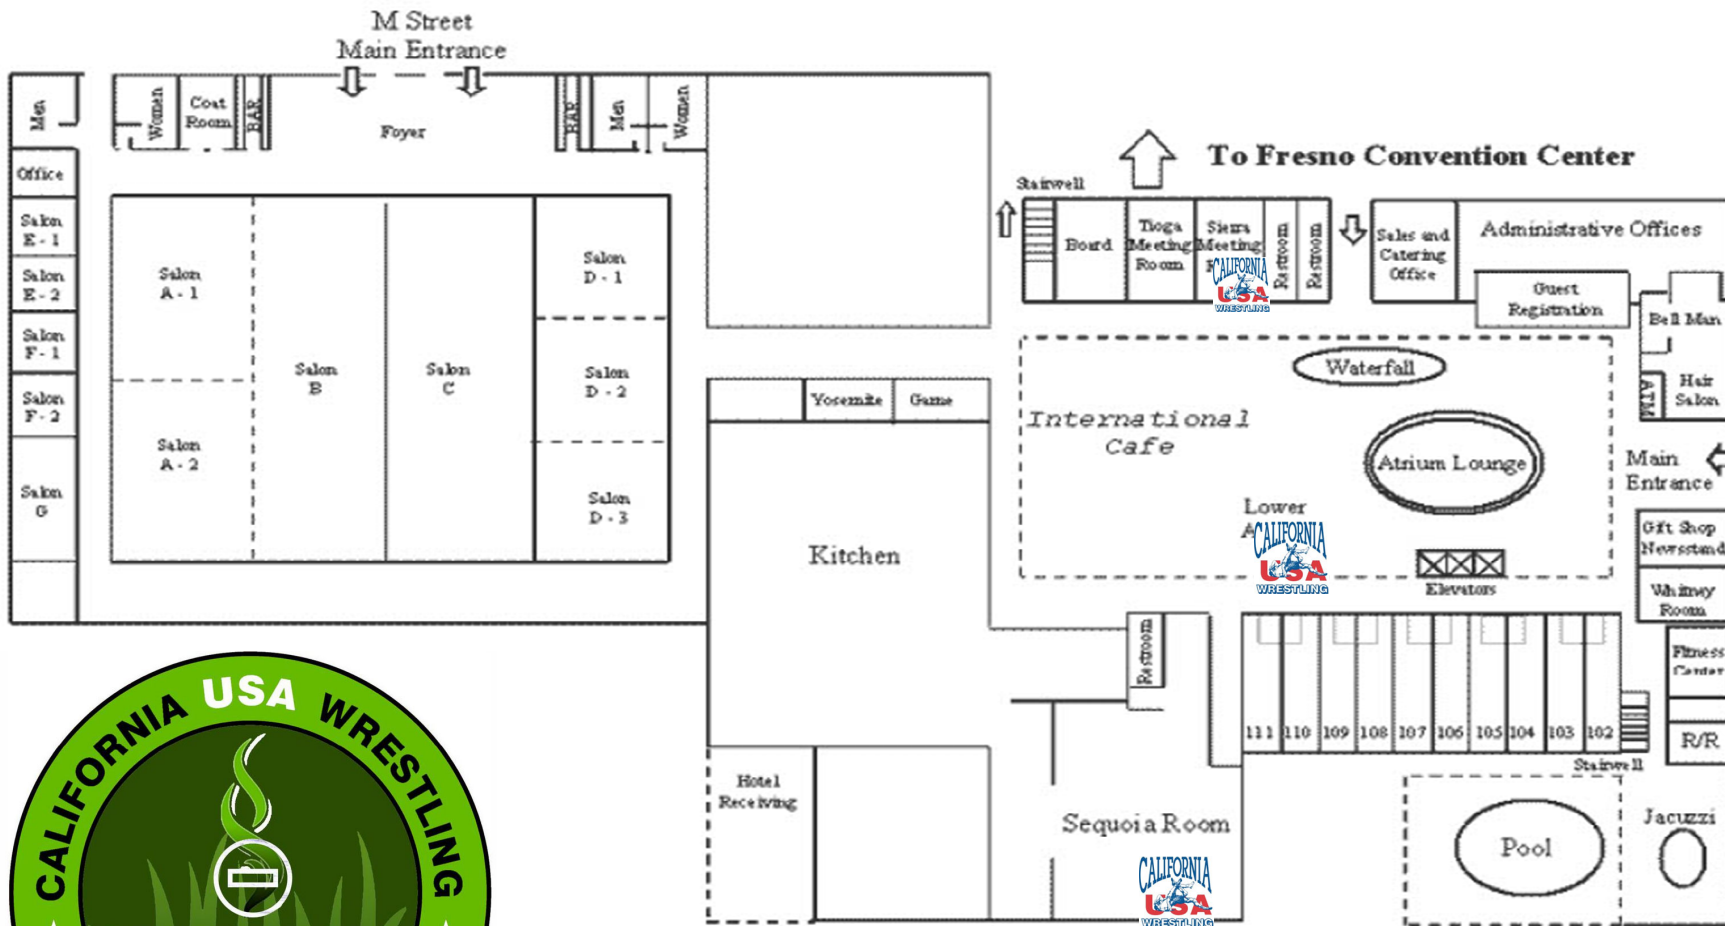 M Street
Main Entrance
Men
Women
Coat
Room
BAR
Foyer
BAR
Men
Women
Office
Salon
E - 1
Salon
E - 2
Salon
F - 1
Salon
F - 2
Salon
G
Salon
A - 1
Salon
A - 2
Salon
B
Salon
C
Salon
D - 1
Salon
D - 2
Salon
D - 3
To Fresno Convention Center
Stairwell
Board
Tioga
Meeting
Room
Sierra
Meeting
CALIFORNIA
USA
WRESTLING
Restroom
Restroom
Sales and
Catering
Office
Administrative Offices
Guest
Registration
Bell Man
Hair
Salon
ATM
Waterfall
International
Cafe
Atrium Lounge
Main
Entrance
Lower
CALIFORNIA
USA
WRESTLING
Elevators
Gift Shop
Newsstand
Whitney
Room
Fitness
Center
R/R
Yosemite
Game
Kitchen
Restroom
111 110 109 108 107 106 105 104 103 102
Stairwell
Hotel
Receiving
Sequoia Room
CALIFORNIA
USA
WRESTLING
Pool
Jacuzzi
CALIFORNIA USA WRESTLING